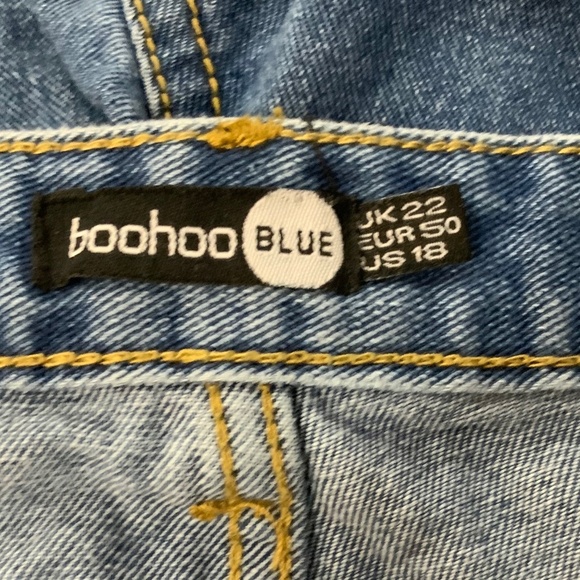 boohoo BLUE
UK 22
EUR 50
US 18